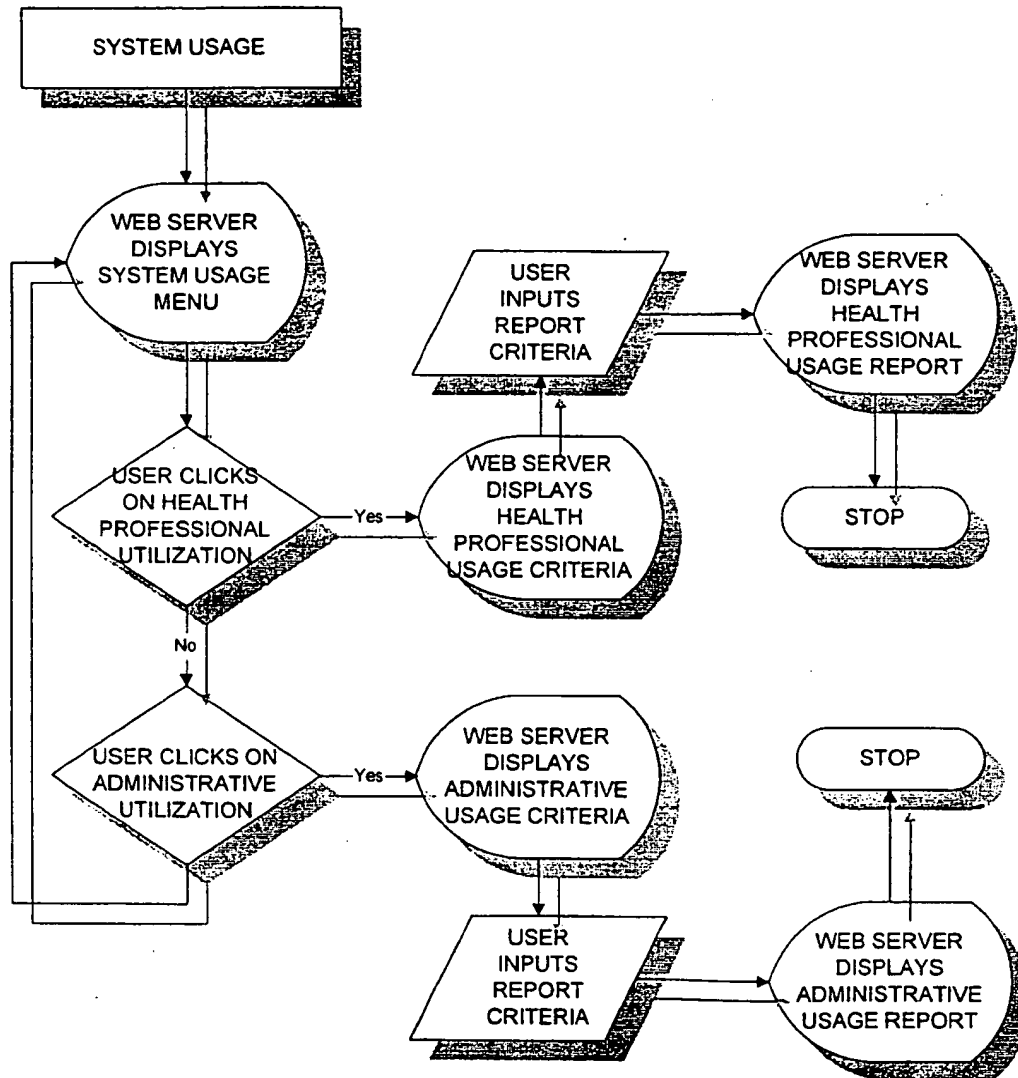 SYSTEM USAGE
WEB SERVER
DISPLAYS
SYSTEM USAGE
MENU
USER CLICKS
ON HEALTH
PROFESSIONAL
UTILIZATION
Yes
WEB SERVER
DISPLAYS
HEALTH
PROFESSIONAL
USAGE CRITERIA
USER
INPUTS
REPORT
CRITERIA
WEB SERVER
DISPLAYS
HEALTH
PROFESSIONAL
USAGE REPORT
STOP
No
USER CLICKS ON
ADMINISTRATIVE
UTILIZATION
Yes
WEB SERVER
DISPLAYS
ADMINISTRATIVE
USAGE CRITERIA
USER
INPUTS
REPORT
CRITERIA
WEB SERVER
DISPLAYS
ADMINISTRATIVE
USAGE REPORT
STOP